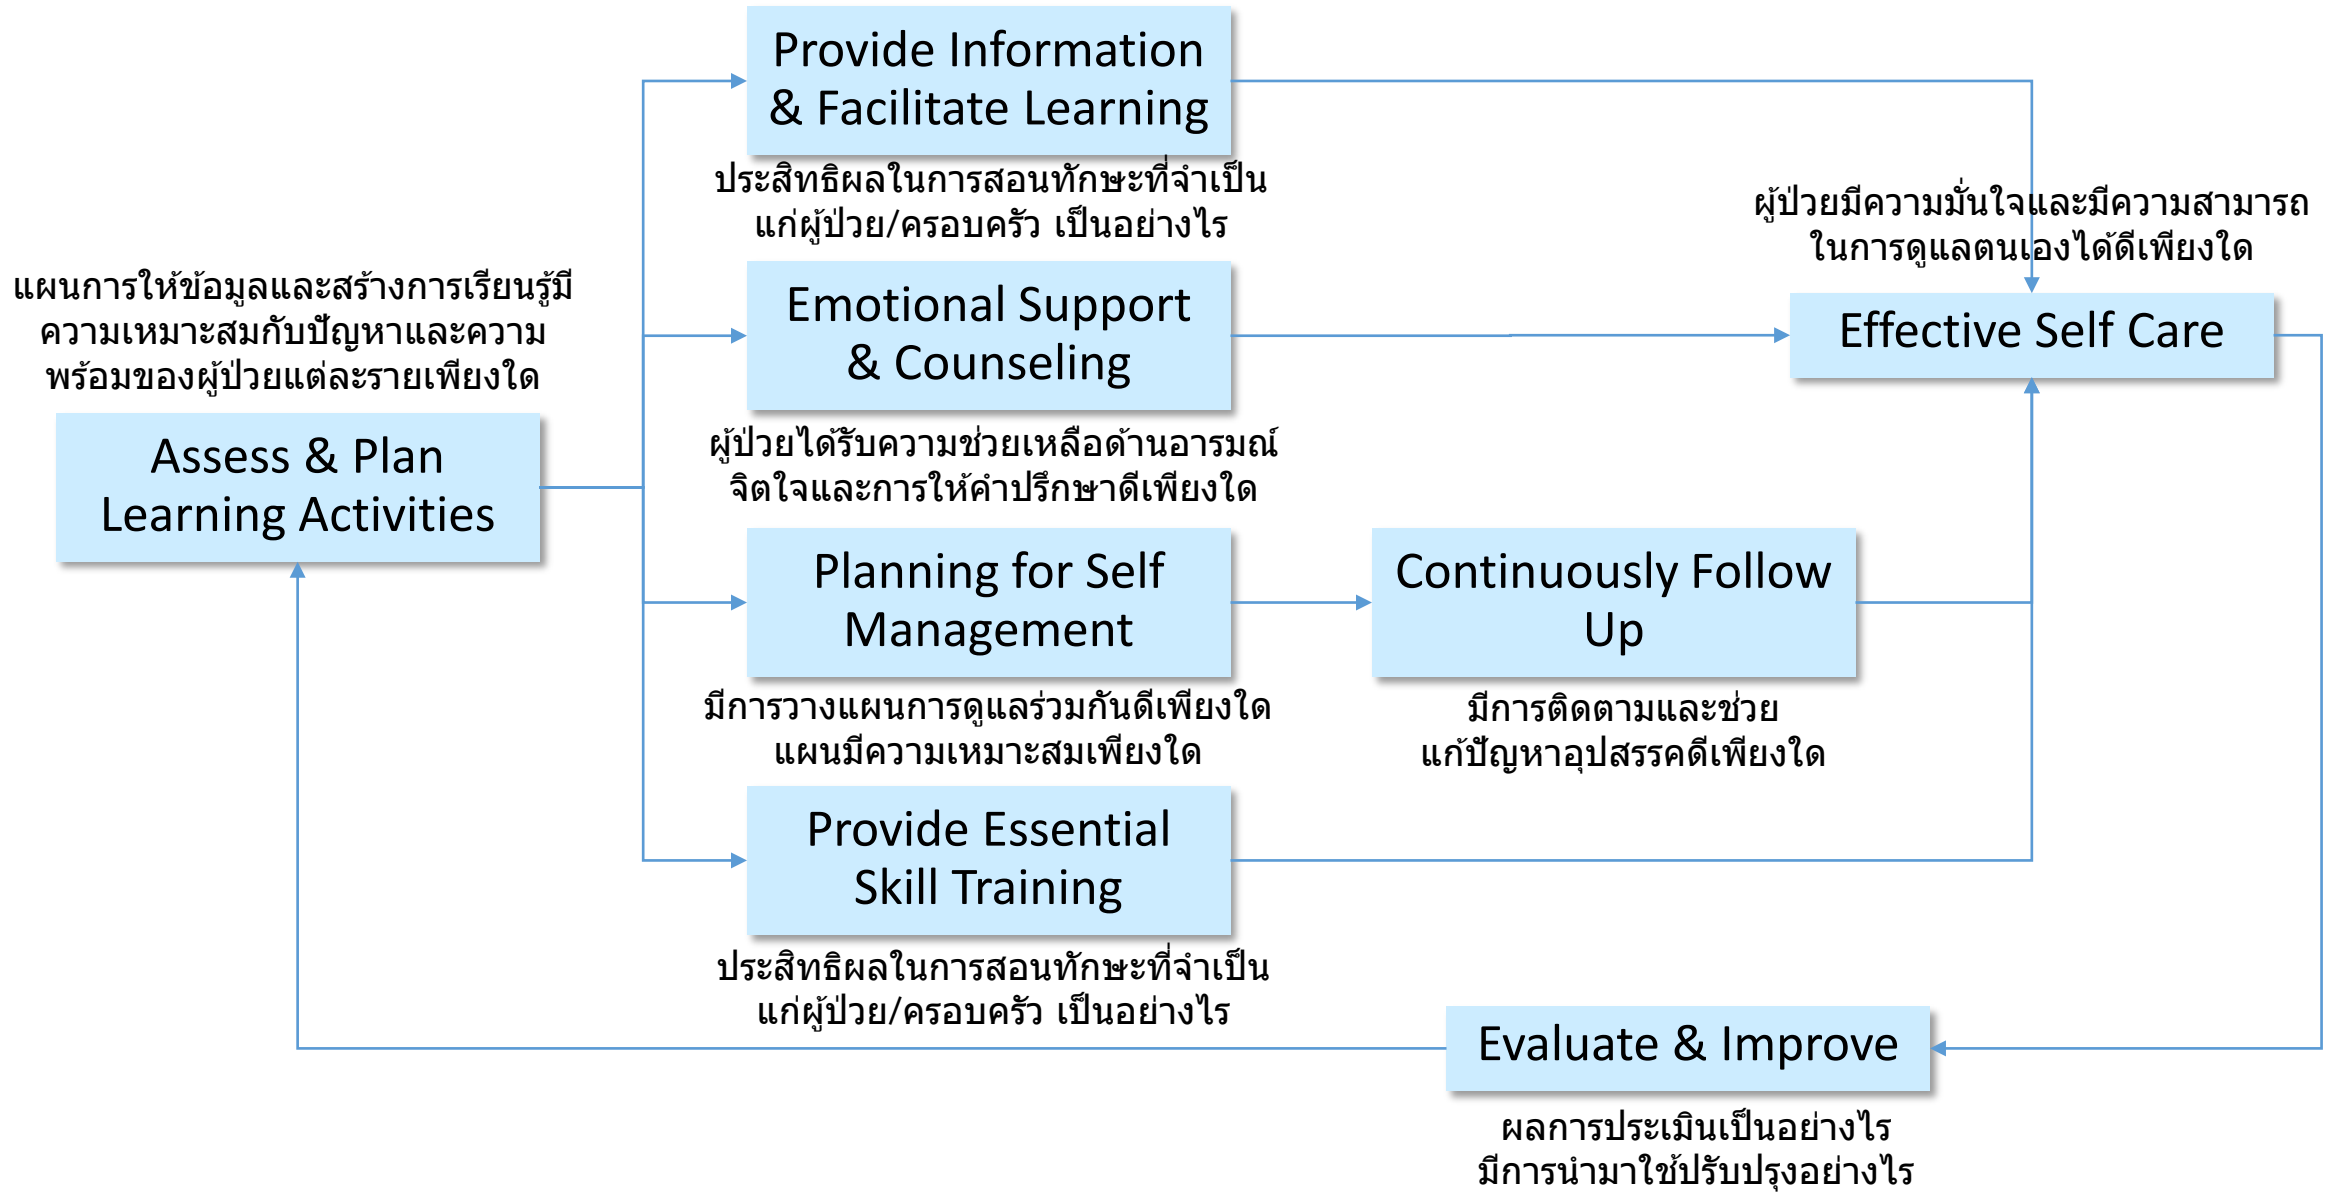 Provide Information
& Facilitate Learning
ประสิทธิผลในการสอนทักษะที่จำเป็น
แก่ผู้ป่วย/ครอบครัว เป็นอย่างไร
ผู้ป่วยมีความมั่นใจและมีความสามารถ
ในการดูแลตนเองได้ดีเพียงใด
แผนการให้ข้อมูลและสร้างการเรียนรู้มี
ความเหมาะสมกับปัญหาและความ
พร้อมของผู้ป่วยแต่ละรายเพียงใด
Emotional Support
& Counseling
Effective Self Care
Assess & Plan
Learning Activities
ผู้ป่วยได้รับความช่วยเหลือด้านอารมณ์
จิตใจและการให้คำปรึกษาดีเพียงใด
Planning for Self
Management
Continuously Follow
Up
มีการวางแผนการดูแลร่วมกันดีเพียงใด
แผนมีความเหมาะสมเพียงใด
มีการติดตามและช่วย
แก้ปัญหาอุปสรรคดีเพียงใด
Provide Essential
Skill Training
ประสิทธิผลในการสอนทักษะที่จำเป็น
แก่ผู้ป่วย/ครอบครัว เป็นอย่างไร
Evaluate & Improve
ผลการประเมินเป็นอย่างไร
มีการนำมาใช้ปรับปรุงอย่างไร